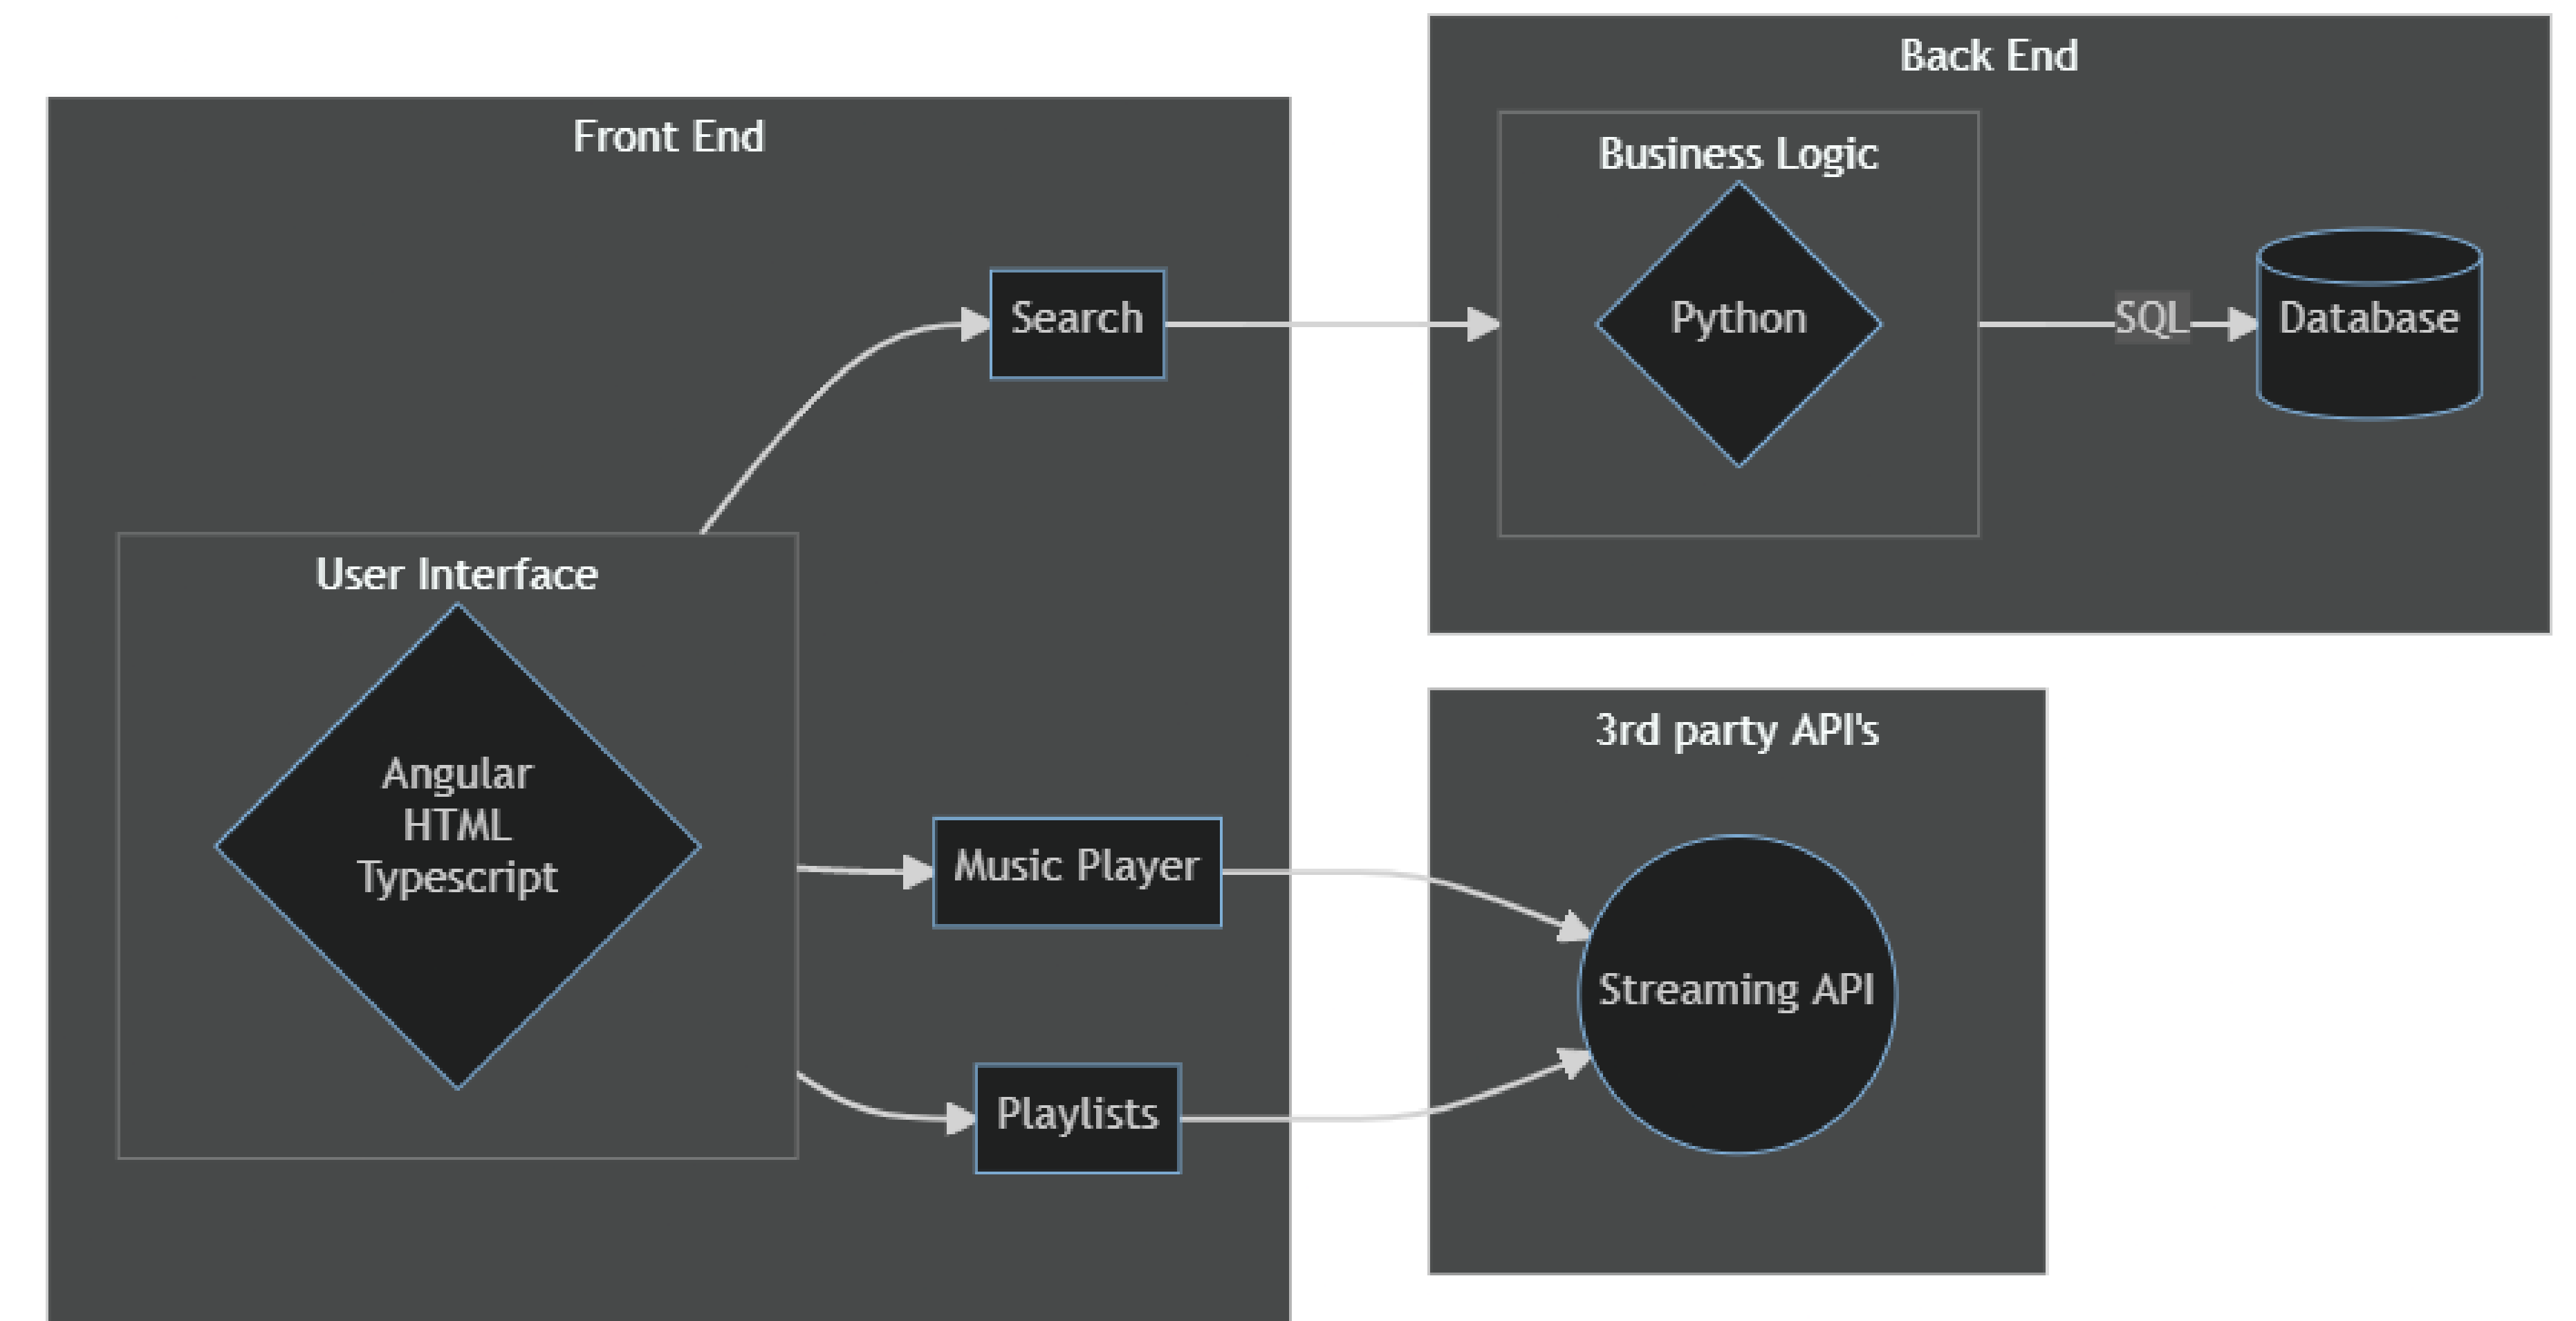 Front End
User Interface
Angular
HTML
Typescript
Search
Music Player
Playlists
Back End
Business Logic
Python
SQL
Database
3rd party API's
Streaming API